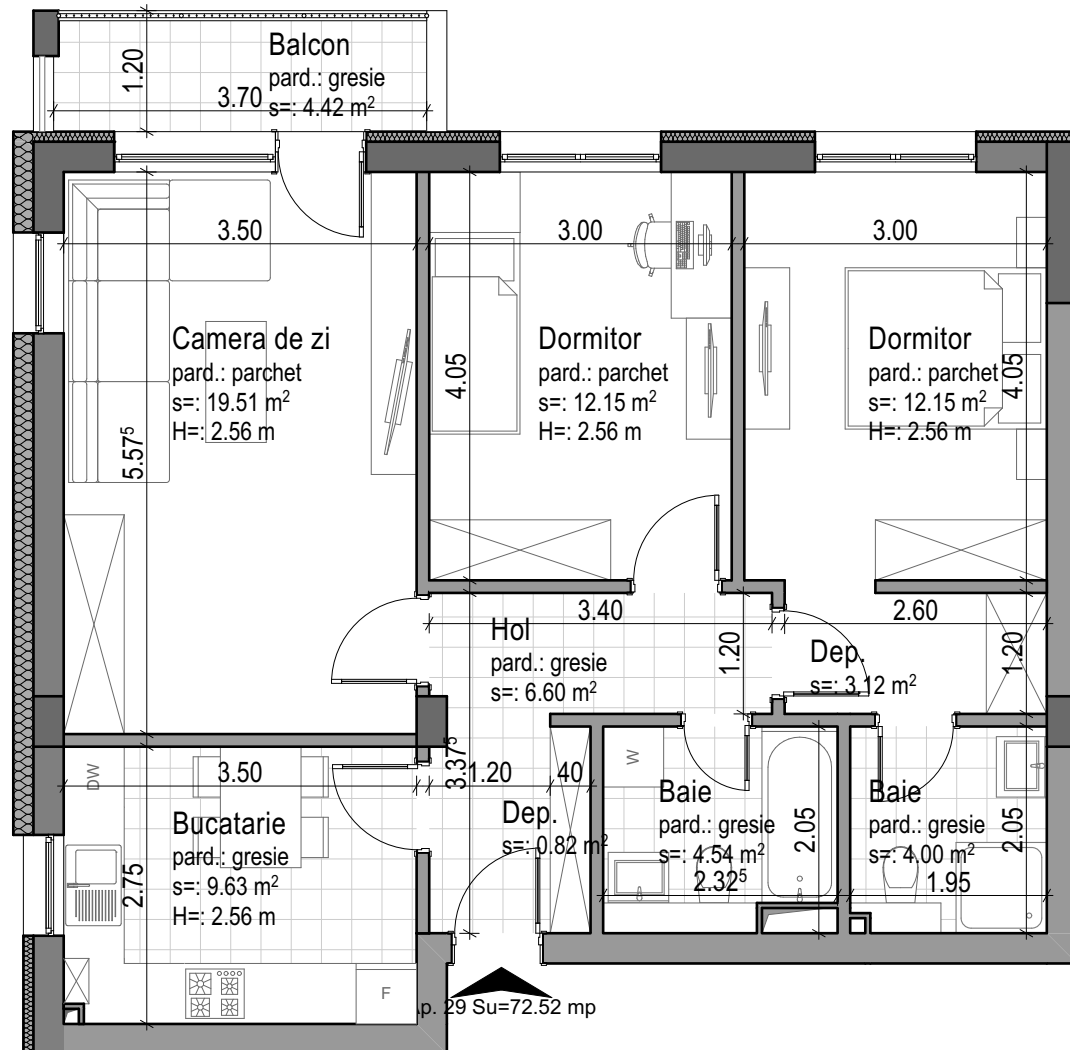 Balcon
pard.: gresie
s=: 4.42 m²
1.20
3.70
3.50
3.00
3.00
Camera de zi
pard.: parchet
s=: 19.51 m²
H=: 2.56 m
5.57⁵
Dormitor
pard.: parchet
s=: 12.15 m²
H=: 2.56 m
4.05
Dormitor
pard.: parchet
s=: 12.15 m²
H=: 2.56 m
4.05
3.40
2.60
Hol
pard.: gresie
s=: 6.60 m²
1.20
Dep.
s=: 3.12 m²
1.20
3.37⁵
DW
3.50
1.20
40
W
Bucatarie
pard.: gresie
s=: 9.63 m²
H=: 2.56 m
2.75
Dep.
s=: 0.82 m²
Baie
pard.: gresie
s=: 4.54 m²
2.32⁵
2.05
Baie
pard.: gresie
s=: 4.00 m²
1.95
2.05
F
Ap. 29 Su=72.52 mp